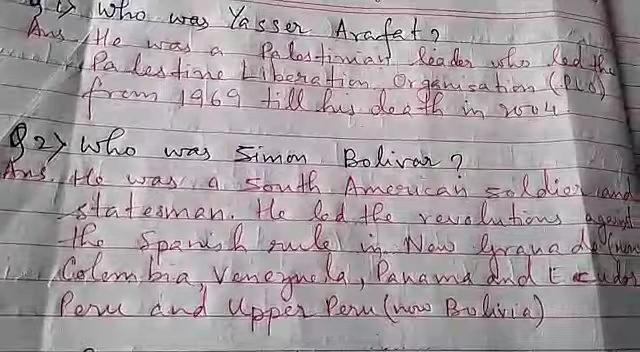 Q 1) Who was Yasser Arafat?
Ans. He was a Palestinian leader who led the
Palestine Liberation Organisation (PLO)
from 1969 till his death in 2004
Q 2) Who was Simon Bolivar?
Ans. He was a South American soldier and
statesman. He led the revolutions against
the Spanish rule in New Granada (now
Colombia, Venezuela, Panama and Ecuador
Peru and Upper Peru (now Bolivia)